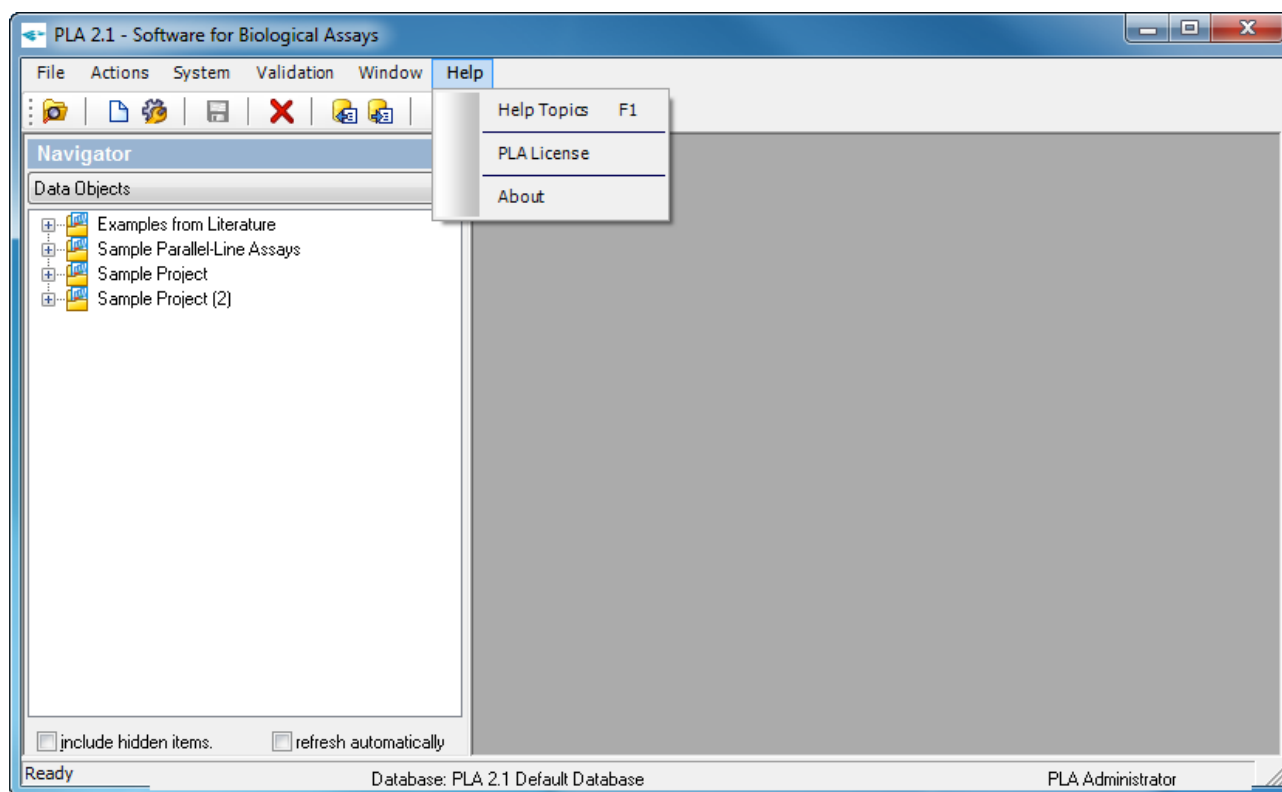 PLA 2.1 - Software for Biological Assays
File Actions System Validation Window Help
Help Topics F1
PLA License
About
Navigator
Data Objects
Examples from Literature
Sample Parallel-Line Assays
Sample Project
Sample Project (2)
include hidden items. refresh automatically
Ready Database: PLA 2.1 Default Database PLA Administrator